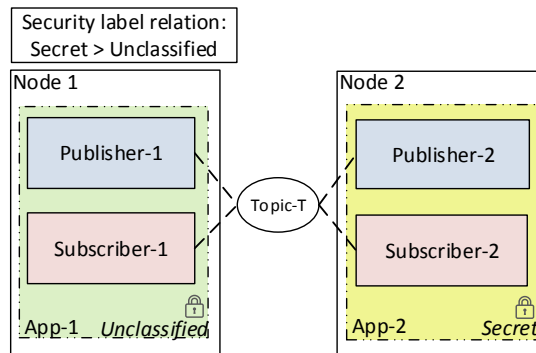 Security label relation:
Secret > Unclassified
Node 1
Publisher-1
Subscriber-1
App-1 Unclassified
Topic-T
Node 2
Publisher-2
Subscriber-2
App-2 Secret